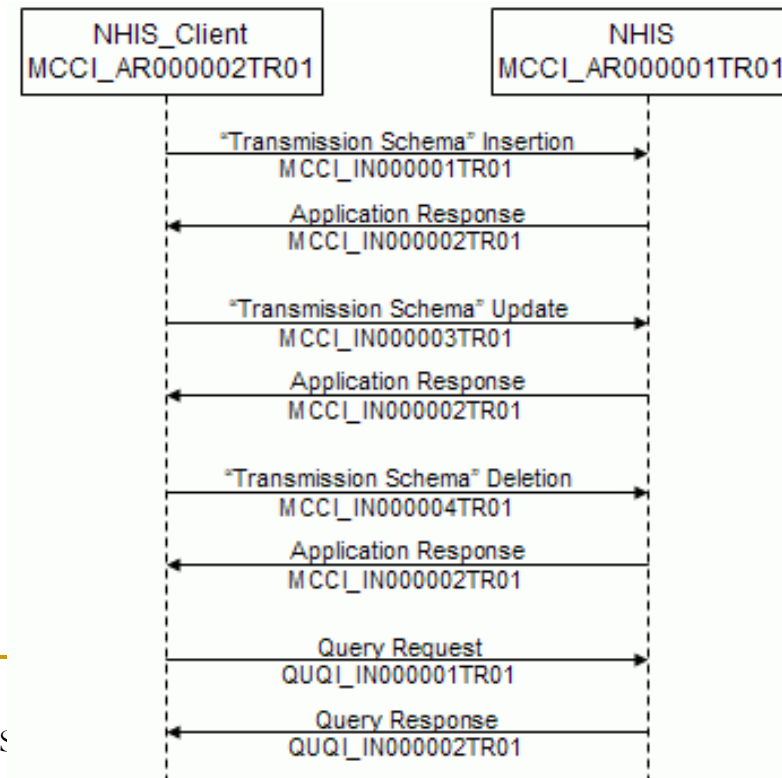 NHIS_Client
MCCI_AR000002TR01
NHIS
MCCI_AR000001TR01
"Transmission Schema" Insertion
MCCI_IN000001TR01
Application Response
MCCI_IN000002TR01
"Transmission Schema" Update
MCCI_IN000003TR01
Application Response
MCCI_IN000002TR01
"Transmission Schema" Deletion
MCCI_IN000004TR01
Application Response
MCCI_IN000002TR01
Query Request
QUQI_IN000001TR01
Query Response
QUQI_IN000002TR01